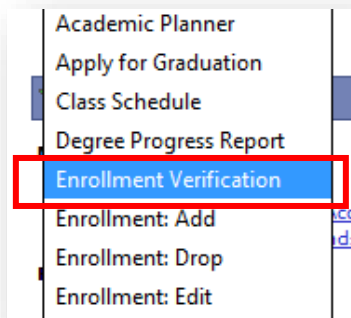 Academic Planner
Apply for Graduation
Class Schedule
Degree Progress Report
Enrollment Verification
Enrollment: Add
Enrollment: Drop
Enrollment: Edit